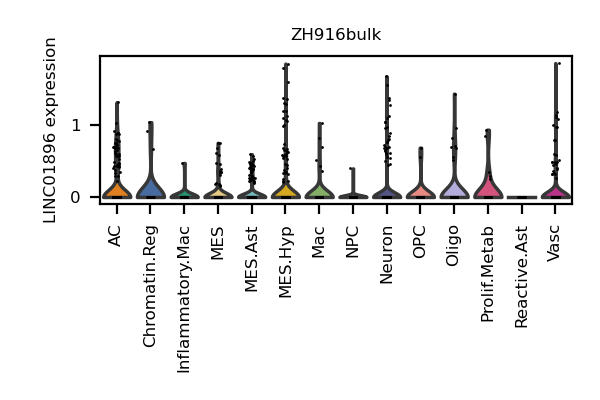 ZH916bulk
LINC01896 expression
1
0
AC
Chromatin.Reg
Inflammatory.Mac
MES
MES.Ast
MES.Hyp
Mac
NPC
Neuron
OPC
Oligo
Prolif.Metab
Reactive.Ast
Vasc